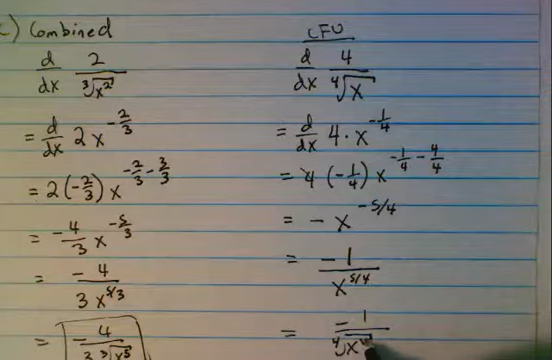 c) Combined
d/dx 2/∛x²
= d/dx 2x^(-2/3)
= 2(-2/3)x^(-2/3 - 3/3)
= -4/3 x^(-5/3)
= -4/(3x^(5/3))
= -4/(3∛x⁵)
CFU
d/dx 4/∜x
= d/dx 4·x^(-1/4)
= 4(-1/4)x^(-1/4 - 4/4)
= -x^(-5/4)
= -1/x^(5/4)
= -1/∜x